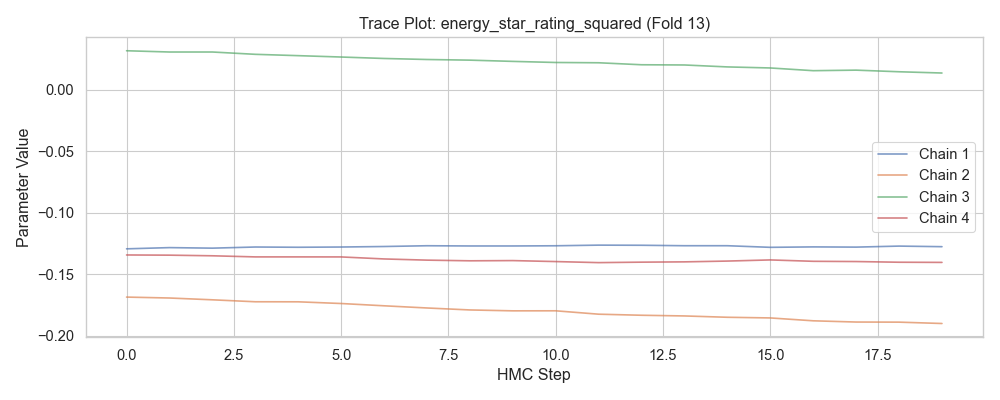 Trace Plot: energy_star_rating_squared (Fold 13)
Parameter Value
0.00
−0.05
−0.10
−0.15
−0.20
Chain 1
Chain 2
Chain 3
Chain 4
0.0 2.5 5.0 7.5 10.0 12.5 15.0 17.5
HMC Step